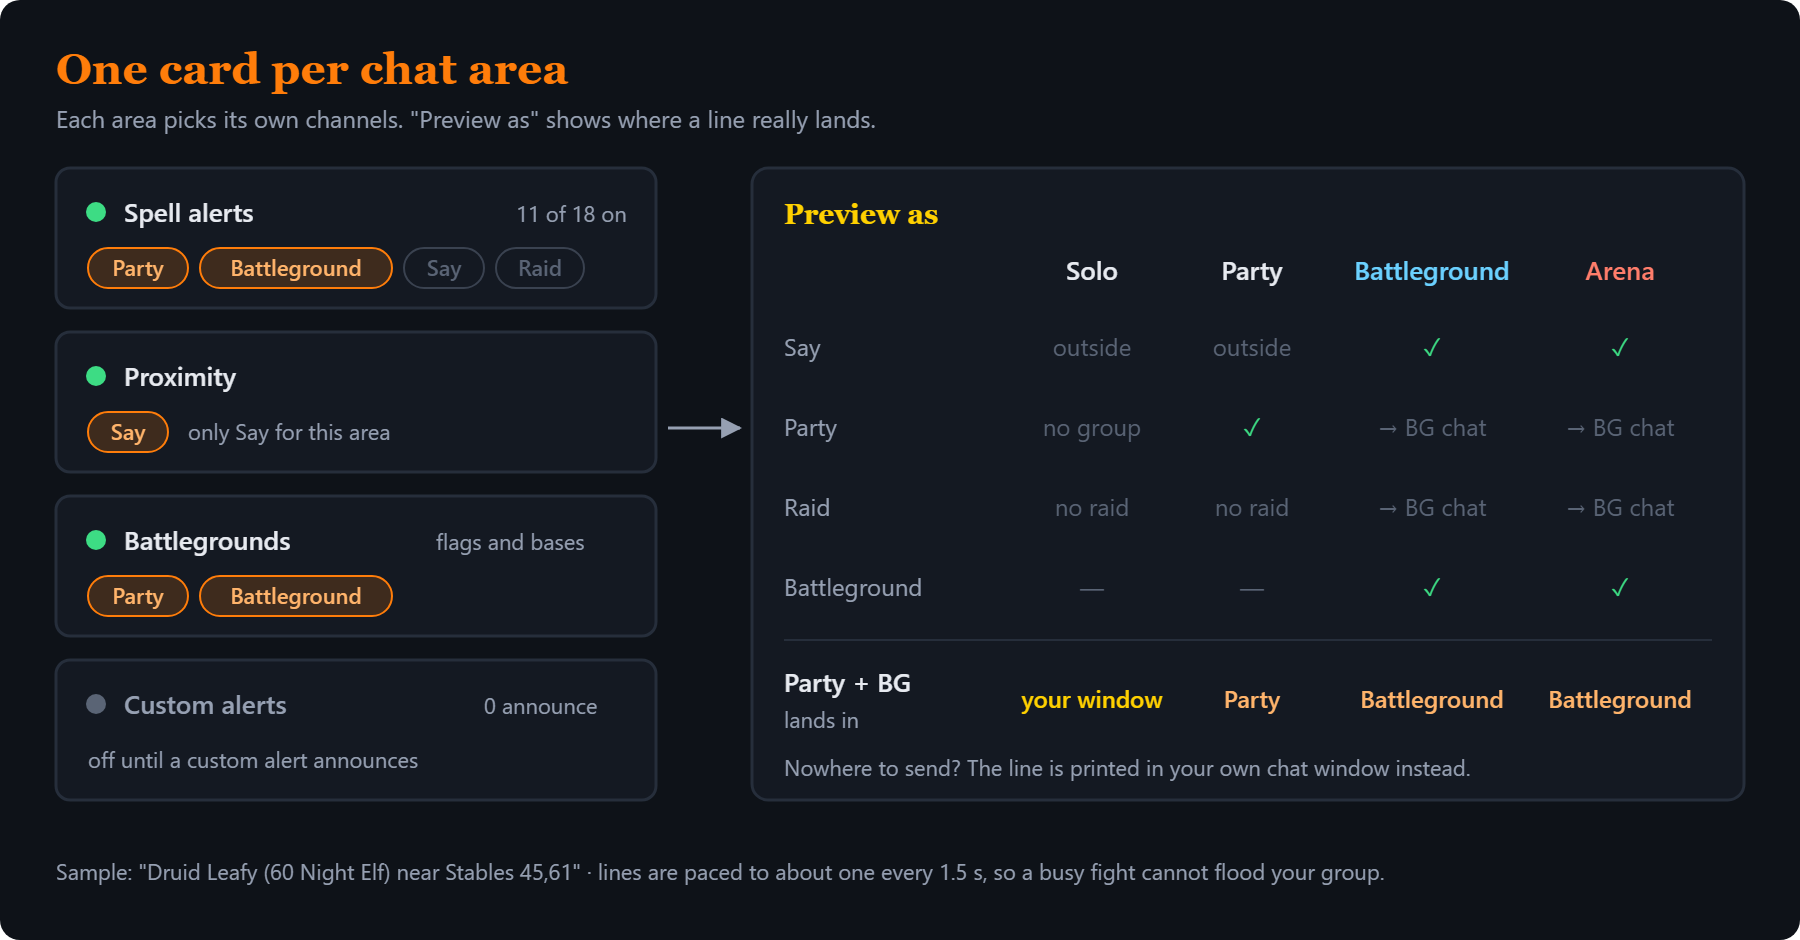 One card per chat area
Each area picks its own channels. "Preview as" shows where a line really lands.
Spell alerts 11 of 18 on
Party Battleground Say Raid
Proximity
Say only Say for this area
Battlegrounds flags and bases
Party Battleground
Custom alerts 0 announce
off until a custom alert announces
Preview as
Solo Party Battleground Arena
Say outside outside ✓ ✓
Party no group ✓ → BG chat → BG chat
Raid no raid no raid → BG chat → BG chat
Battleground — — ✓ ✓
Party + BG
lands in your window Party Battleground Battleground
Nowhere to send? The line is printed in your own chat window instead.
Sample: "Druid Leafy (60 Night Elf) near Stables 45,61" · lines are paced to about one every 1.5 s, so a busy fight cannot flood your group.